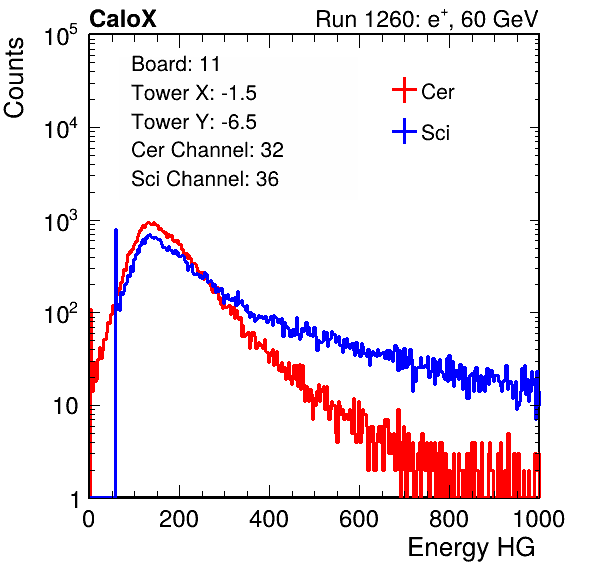 CaloX Run 1260: e⁺, 60 GeV
Counts
Board: 11
Tower X: -1.5
Tower Y: -6.5
Cer Channel: 32
Sci Channel: 36
Cer
Sci
10⁵
10⁴
10³
10²
10
1
0 200 400 600 800 1000
Energy HG